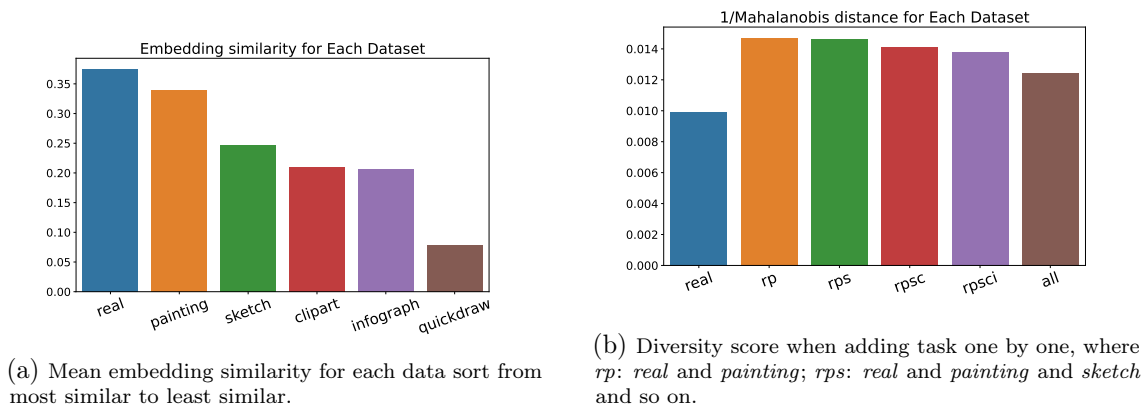 Embedding similarity for Each Dataset
0.35
0.30
0.25
0.20
0.15
0.10
0.05
0.00
real painting sketch clipart infograph quickdraw
(a) Mean embedding similarity for each data sort from
most similar to least similar.
1/Mahalanobis distance for Each Dataset
0.014
0.012
0.010
0.008
0.006
0.004
0.002
0.000
real rp rps rpsc rpsci all
(b) Diversity score when adding task one by one, where
rp: real and painting; rps: real and painting and sketch
and so on.